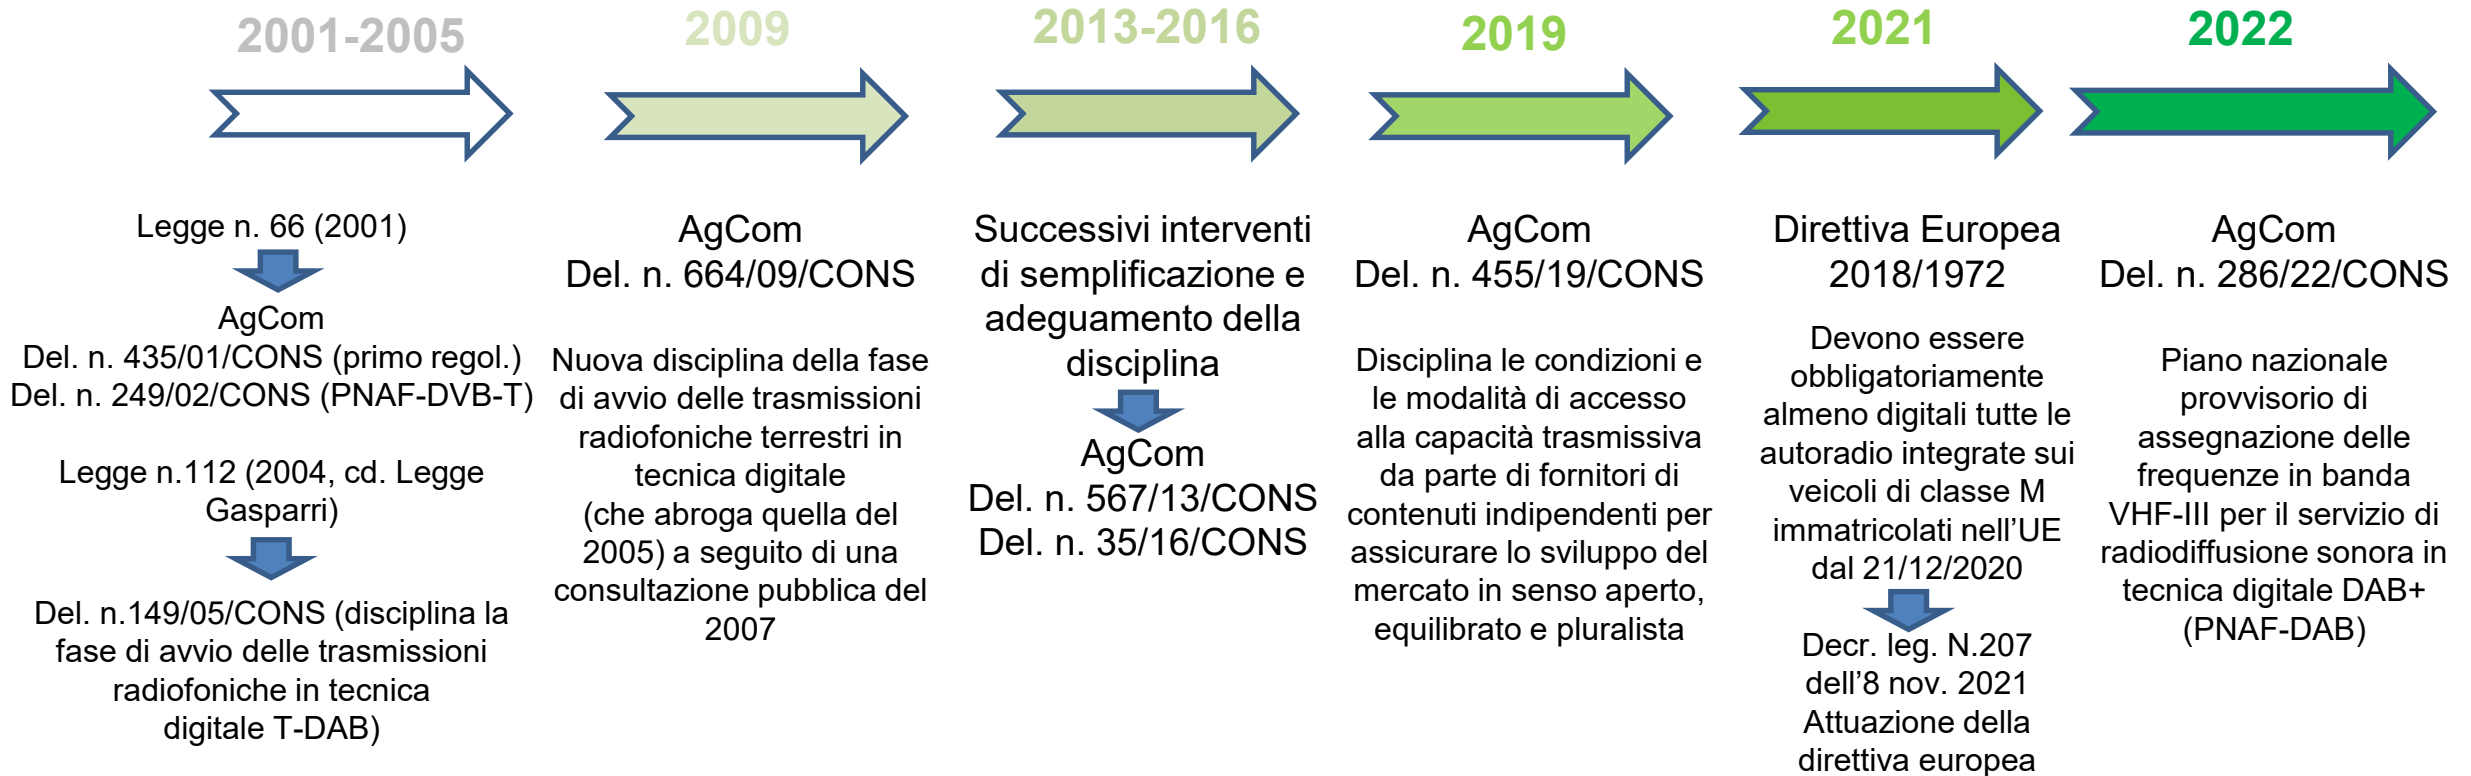 2001-2005
Legge n. 66 (2001)
AgCom
Del. n. 435/01/CONS (primo regol.)
Del. n. 249/02/CONS (PNAF-DVB-T)
Legge n.112 (2004, cd. Legge
Gasparri)
Del. n.149/05/CONS (disciplina la
fase di avvio delle trasmissioni
radiofoniche in tecnica
digitale T-DAB)
2009
AgCom
Del. n. 664/09/CONS
Nuova disciplina della fase
di avvio delle trasmissioni
radiofoniche terrestri in
tecnica digitale
(che abroga quella del
2005) a seguito di una
consultazione pubblica del
2007
2013-2016
Successivi interventi
di semplificazione e
adeguamento della
disciplina
AgCom
Del. n. 567/13/CONS
Del. n. 35/16/CONS
2019
AgCom
Del. n. 455/19/CONS
Disciplina le condizioni e
le modalità di accesso
alla capacità trasmissiva
da parte di fornitori di
contenuti indipendenti per
assicurare lo sviluppo del
mercato in senso aperto,
equilibrato e pluralista
2021
Direttiva Europea
2018/1972
Devono essere
obbligatoriamente
almeno digitali tutte le
autoradio integrate sui
veicoli di classe M
immatricolati nell’UE
dal 21/12/2020
Decr. leg. N.207
dell’8 nov. 2021
Attuazione della
direttiva europea
2022
AgCom
Del. n. 286/22/CONS
Piano nazionale
provvisorio di
assegnazione delle
frequenze in banda
VHF-III per il servizio di
radiodiffusione sonora in
tecnica digitale DAB+
(PNAF-DAB)